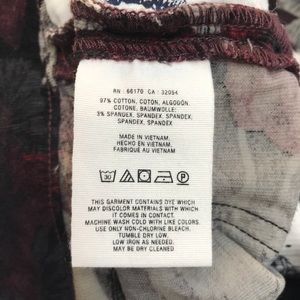 RN : 66170 CA : 32054
97% COTTON, COTON, ALGODON,
COTONE, BAUMWOLLE:
3% SPANDEX, SPANDEX, SPANDEX
SPANDEX, SPANDEX
MADE IN VIETNAM.
HECHO EN VIETNAM.
FABRIQUE AU VIETNAM
30
P
THIS GARMENT CONTAINS DYE WHICH
MAY DISCOLOR MATERIALS WITH WHICH
IT COMES IN CONTACT.
MACHINE WASH COLD WITH LIKE COLORS.
USE ONLY NON-CHLORINE BLEACH.
TUMBLE DRY LOW.
LOW IRON AS NEEDED.
MAY BE DRY CLEANED